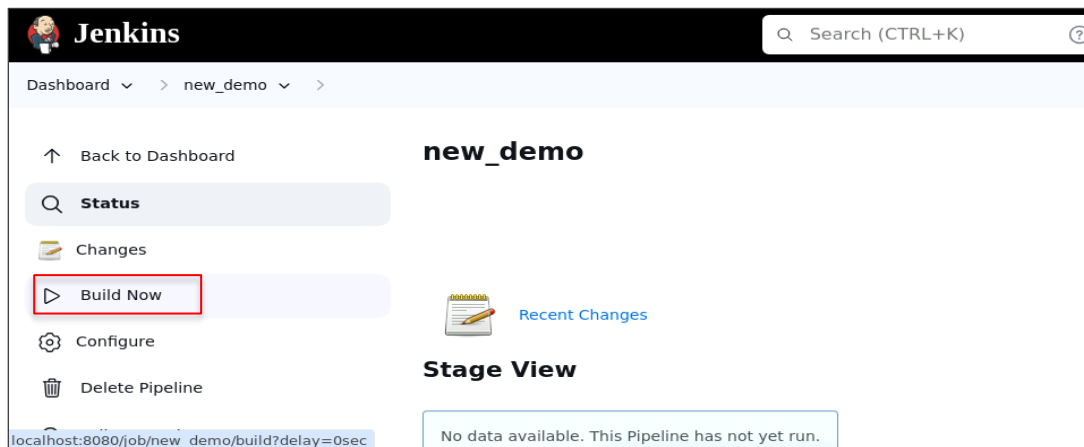 Jenkins
Search (CTRL+K)
Dashboard
new_demo
Back to Dashboard
Status
Changes
Build Now
Configure
Delete Pipeline
localhost:8080/job/new_demo/build?delay=0sec
new_demo
Recent Changes
Stage View
No data available. This Pipeline has not yet run.